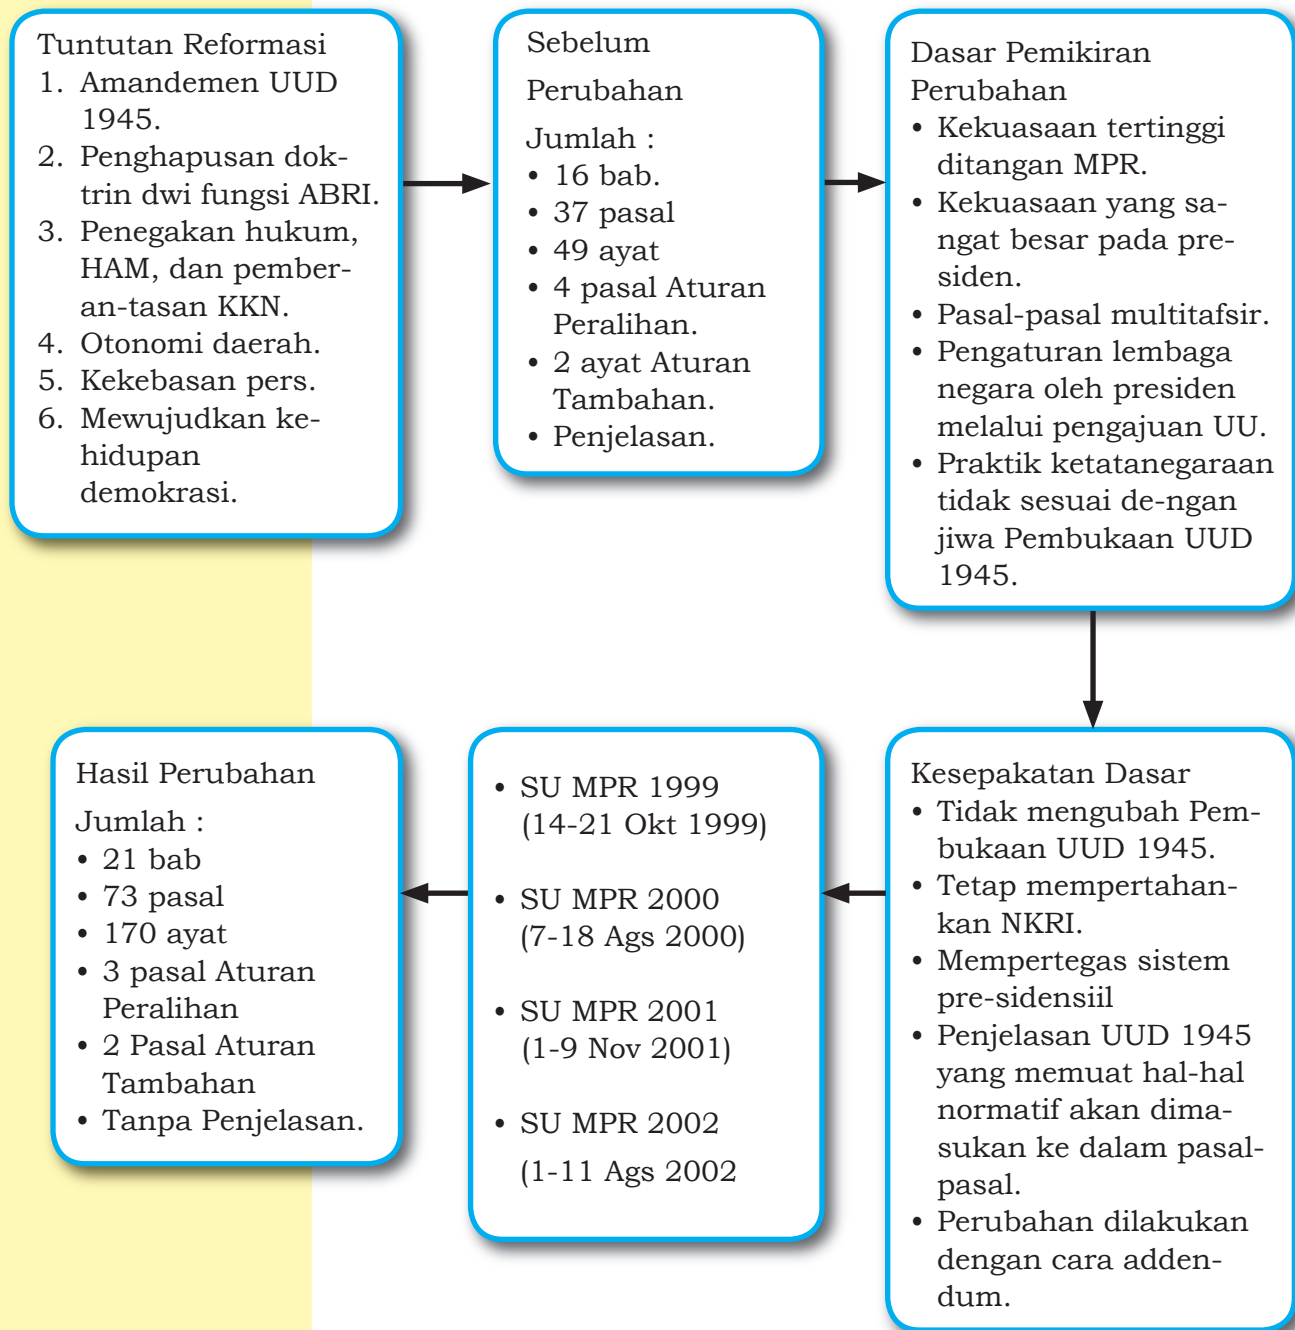 Tuntutan Reformasi
1. Amandemen UUD
1945.
2. Penghapusan dok-
trin dwi fungsi ABRI.
3. Penegakan hukum,
HAM, dan pember-
an-tasan KKN.
4. Otonomi daerah.
5. Kekebasan pers.
6. Mewujudkan ke-
hidupan
demokrasi.
Sebelum
Perubahan
Jumlah :
• 16 bab.
• 37 pasal
• 49 ayat
• 4 pasal Aturan
Peralihan.
• 2 ayat Aturan
Tambahan.
• Penjelasan.
Dasar Pemikiran
Perubahan
• Kekuasaan tertinggi
ditangan MPR.
• Kekuasaan yang sa-
ngat besar pada pre-
siden.
• Pasal-pasal multitafsir.
• Pengaturan lembaga
negara oleh presiden
melalui pengajuan UU.
• Praktik ketatanegaraan
tidak sesuai de-ngan
jiwa Pembukaan UUD
1945.
Kesepakatan Dasar
• Tidak mengubah Pem-
bukaan UUD 1945.
• Tetap mempertahan-
kan NKRI.
• Mempertegas sistem
pre-sidensiil
• Penjelasan UUD 1945
yang memuat hal-hal
normatif akan dima-
sukan ke dalam pasal-
pasal.
• Perubahan dilakukan
dengan cara adden-
dum.
• SU MPR 1999
(14-21 Okt 1999)
• SU MPR 2000
(7-18 Ags 2000)
• SU MPR 2001
(1-9 Nov 2001)
• SU MPR 2002
(1-11 Ags 2002
Hasil Perubahan
Jumlah :
• 21 bab
• 73 pasal
• 170 ayat
• 3 pasal Aturan
Peralihan
• 2 Pasal Aturan
Tambahan
• Tanpa Penjelasan.